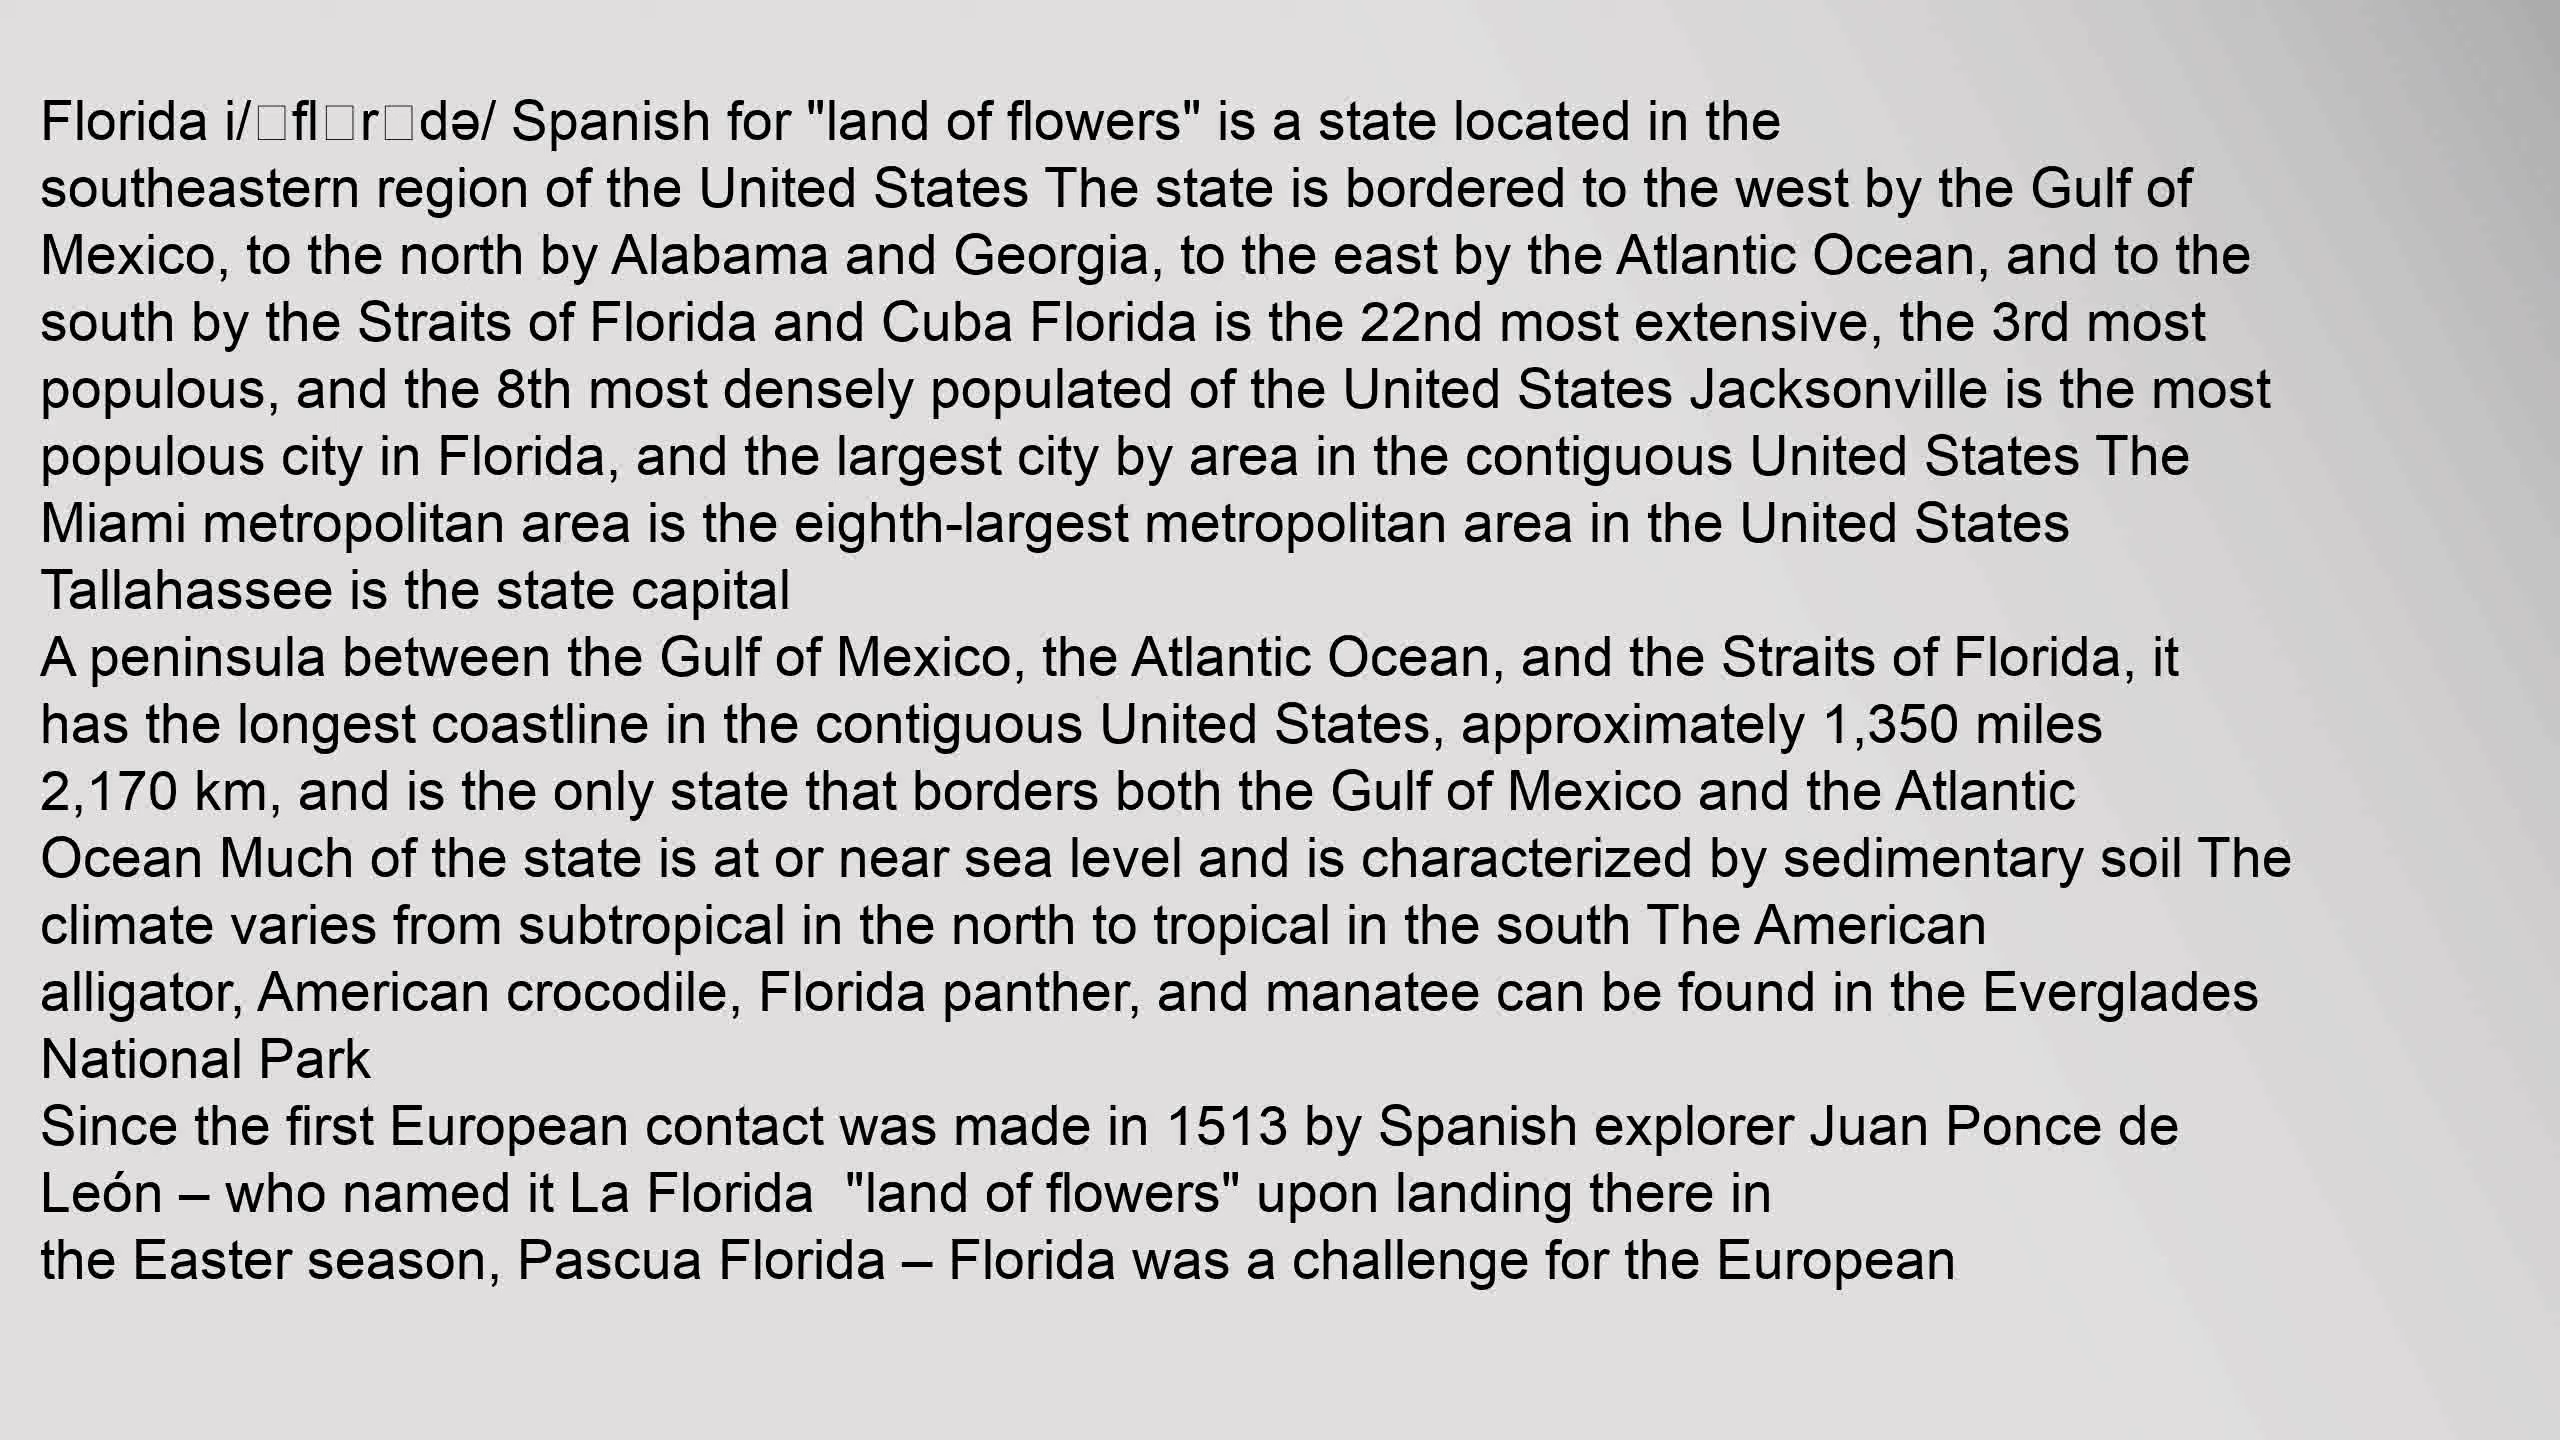 Florida i/□fl□r□də/ Spanish for "land of flowers" is a state located in the
southeastern region of the United States The state is bordered to the west by the Gulf of
Mexico, to the north by Alabama and Georgia, to the east by the Atlantic Ocean, and to the
south by the Straits of Florida and Cuba Florida is the 22nd most extensive, the 3rd most
populous, and the 8th most densely populated of the United States Jacksonville is the most
populous city in Florida, and the largest city by area in the contiguous United States The
Miami metropolitan area is the eighth-largest metropolitan area in the United States
Tallahassee is the state capital
A peninsula between the Gulf of Mexico, the Atlantic Ocean, and the Straits of Florida, it
has the longest coastline in the contiguous United States, approximately 1,350 miles
2,170 km, and is the only state that borders both the Gulf of Mexico and the Atlantic
Ocean Much of the state is at or near sea level and is characterized by sedimentary soil The
climate varies from subtropical in the north to tropical in the south The American
alligator, American crocodile, Florida panther, and manatee can be found in the Everglades
National Park
Since the first European contact was made in 1513 by Spanish explorer Juan Ponce de
León – who named it La Florida  "land of flowers" upon landing there in
the Easter season, Pascua Florida – Florida was a challenge for the European